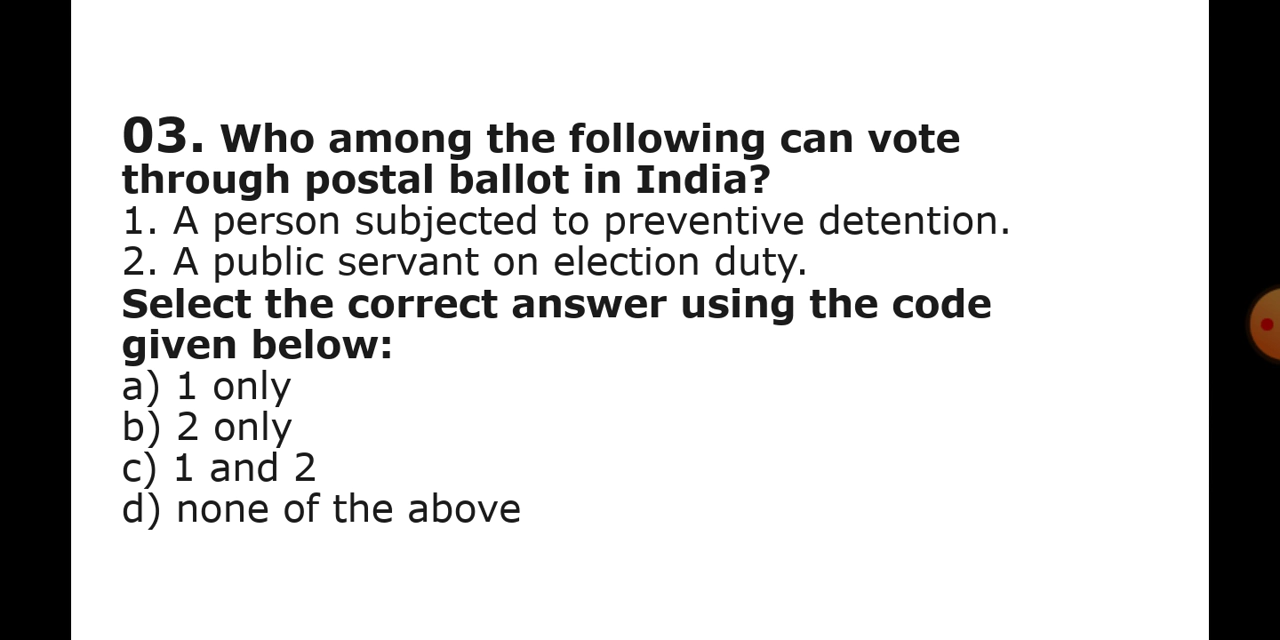 03. Who among the following can vote
through postal ballot in India?
1. A person subjected to preventive detention.
2. A public servant on election duty.
Select the correct answer using the code
given below:
a) 1 only
b) 2 only
c) 1 and 2
d) none of the above